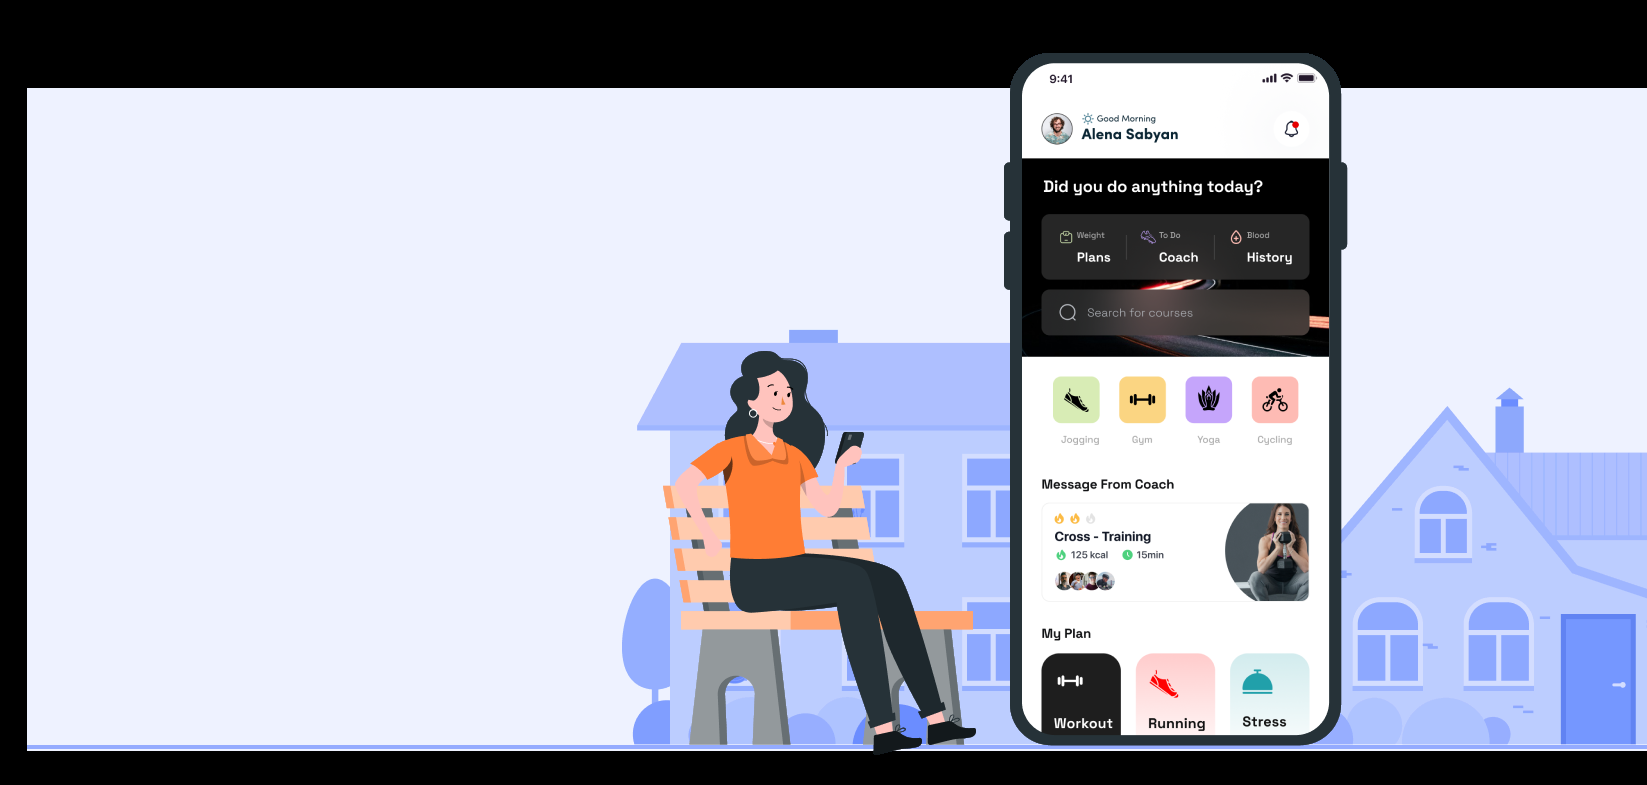 9:41
Good Morning
Alena Sabyan
Did you do anything today?
Weight
Plans
To Do
Coach
Blood
History
Search for courses
Jogging
Gym
Yoga
Cycling
Message From Coach
Cross - Training
125 kcal
15min
My Plan
Workout
Running
Stress